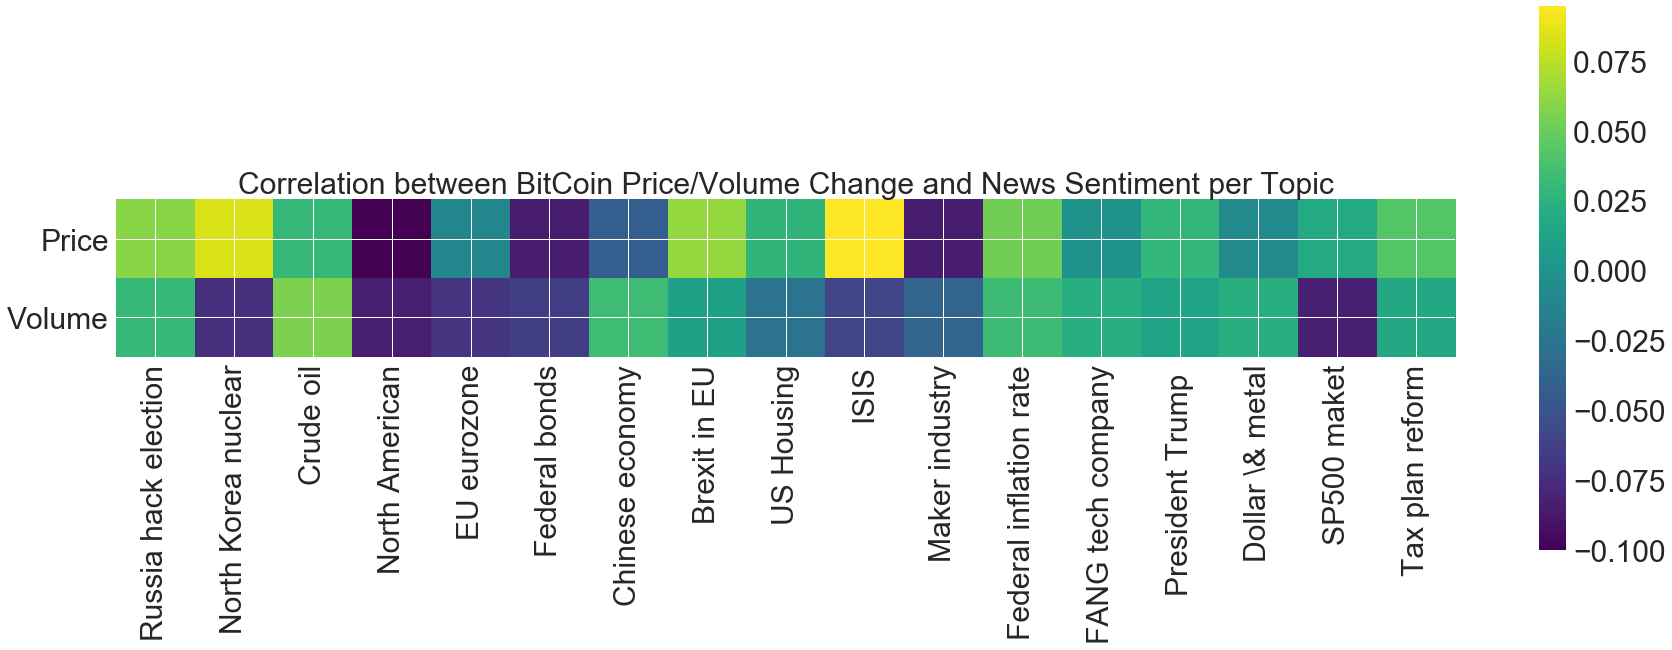 Correlation between BitCoin Price/Volume Change and News Sentiment per Topic
Price
Volume
Russia hack election
North Korea nuclear
Crude oil
North American
EU eurozone
Federal bonds
Chinese economy
Brexit in EU
US Housing
ISIS
Maker industry
Federal inflation rate
FANG tech company
President Trump
Dollar \& metal
SP500 maket
Tax plan reform
0.075
0.050
0.025
0.000
−0.025
−0.050
−0.075
−0.100